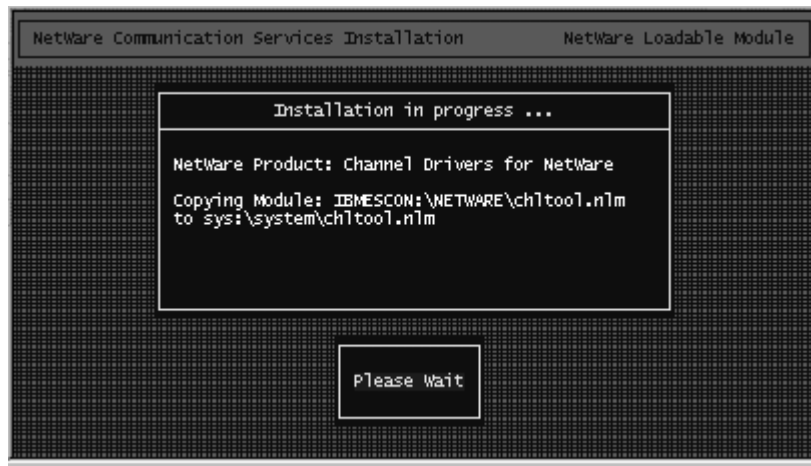 NetWare Communication Services Installation NetWare Loadable Module
Installation in progress ...
NetWare Product: Channel Drivers for NetWare
Copying Module: IBMESCON:\NETWARE\chltool.nlm
to sys:\system\chltool.nlm
Please Wait